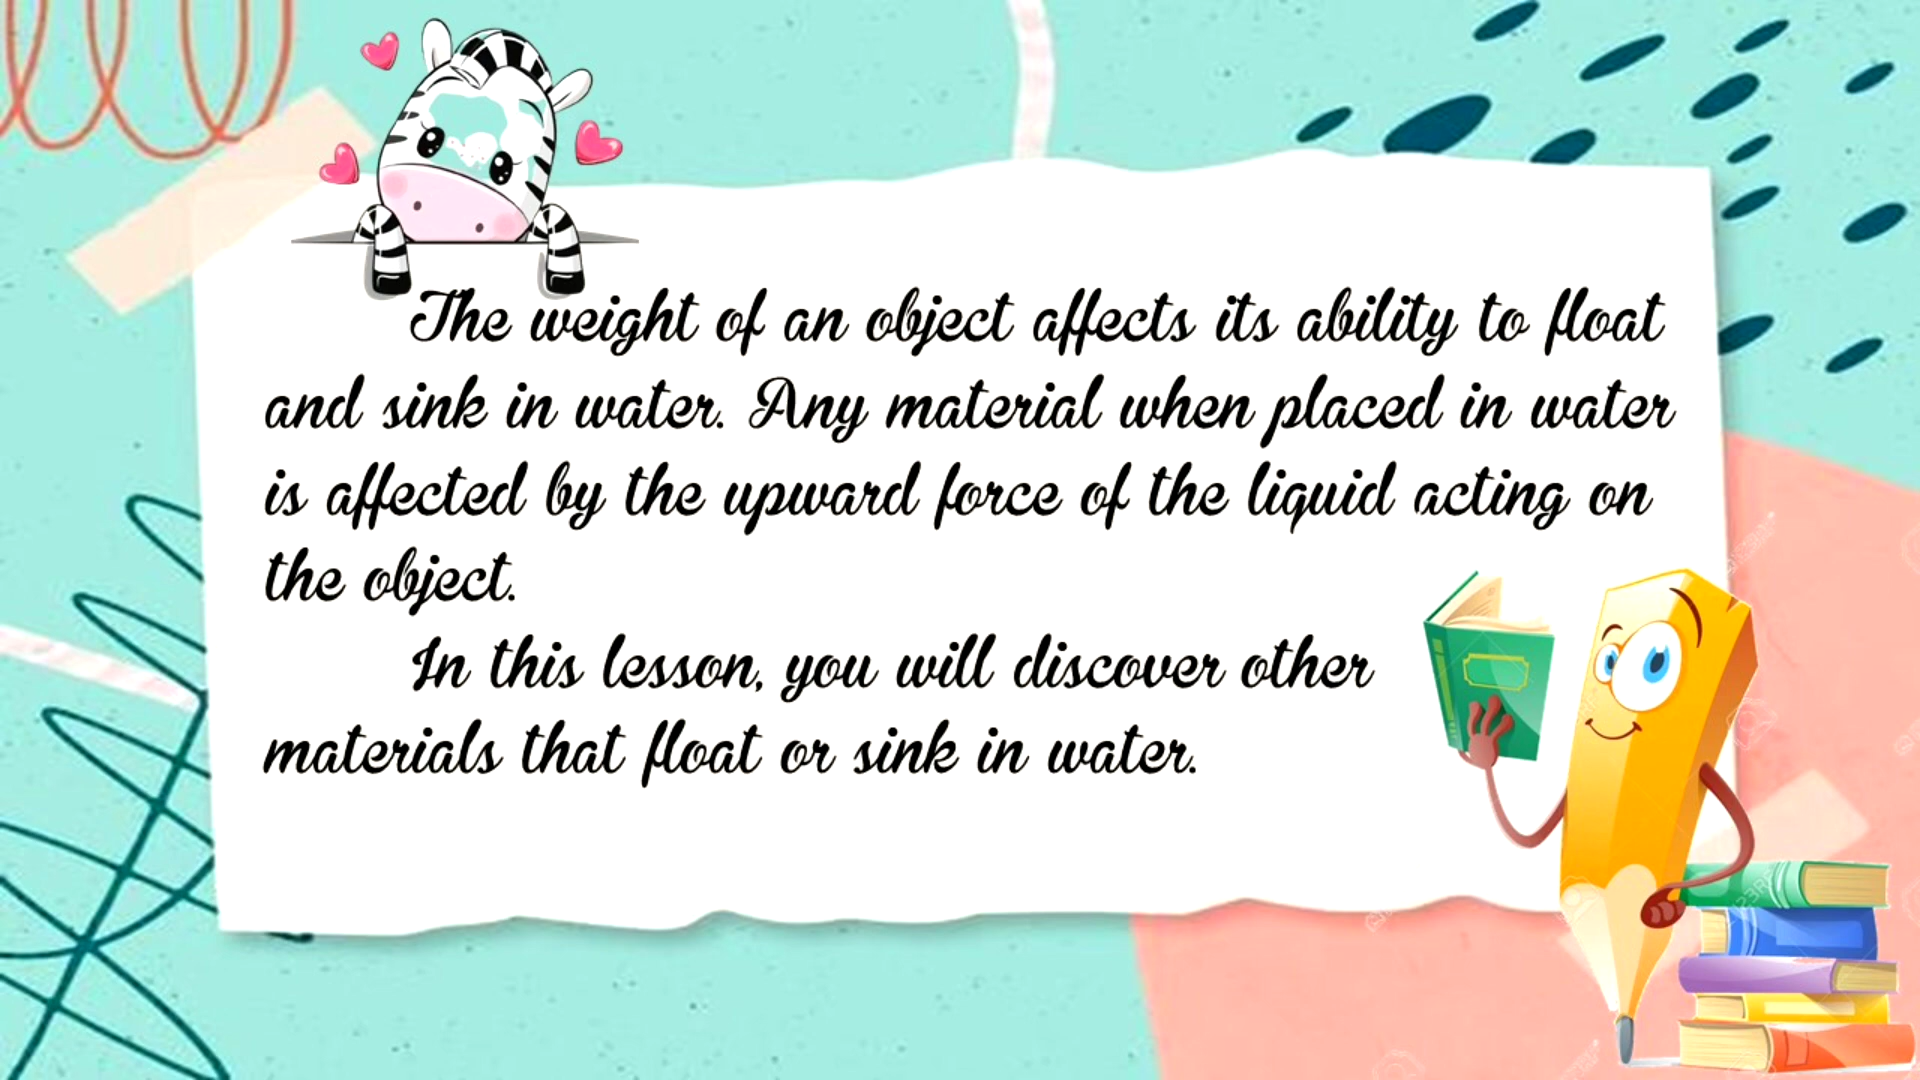 The weight of an object affects its ability to float
and sink in water. Any material when placed in water
is affected by the upward force of the liquid acting on
the object.
In this lesson, you will discover other
materials that float or sink in water.